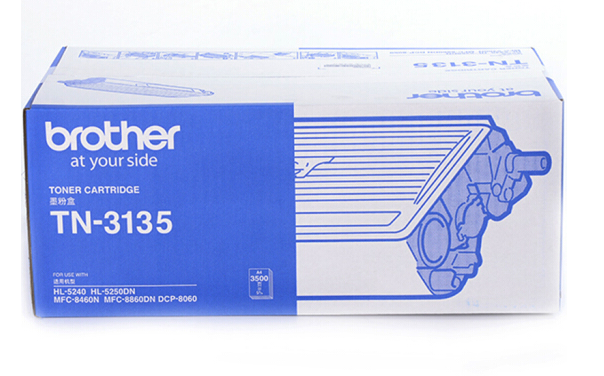 TN-3135
brother
at your side
brother
at your side
TONER CARTRIDGE
墨粉盒
TN-3135
FOR USE WITH
适用机型
HL-5240 HL-5250DN
MFC-8460N MFC-8860DN DCP-8060
A4
3500